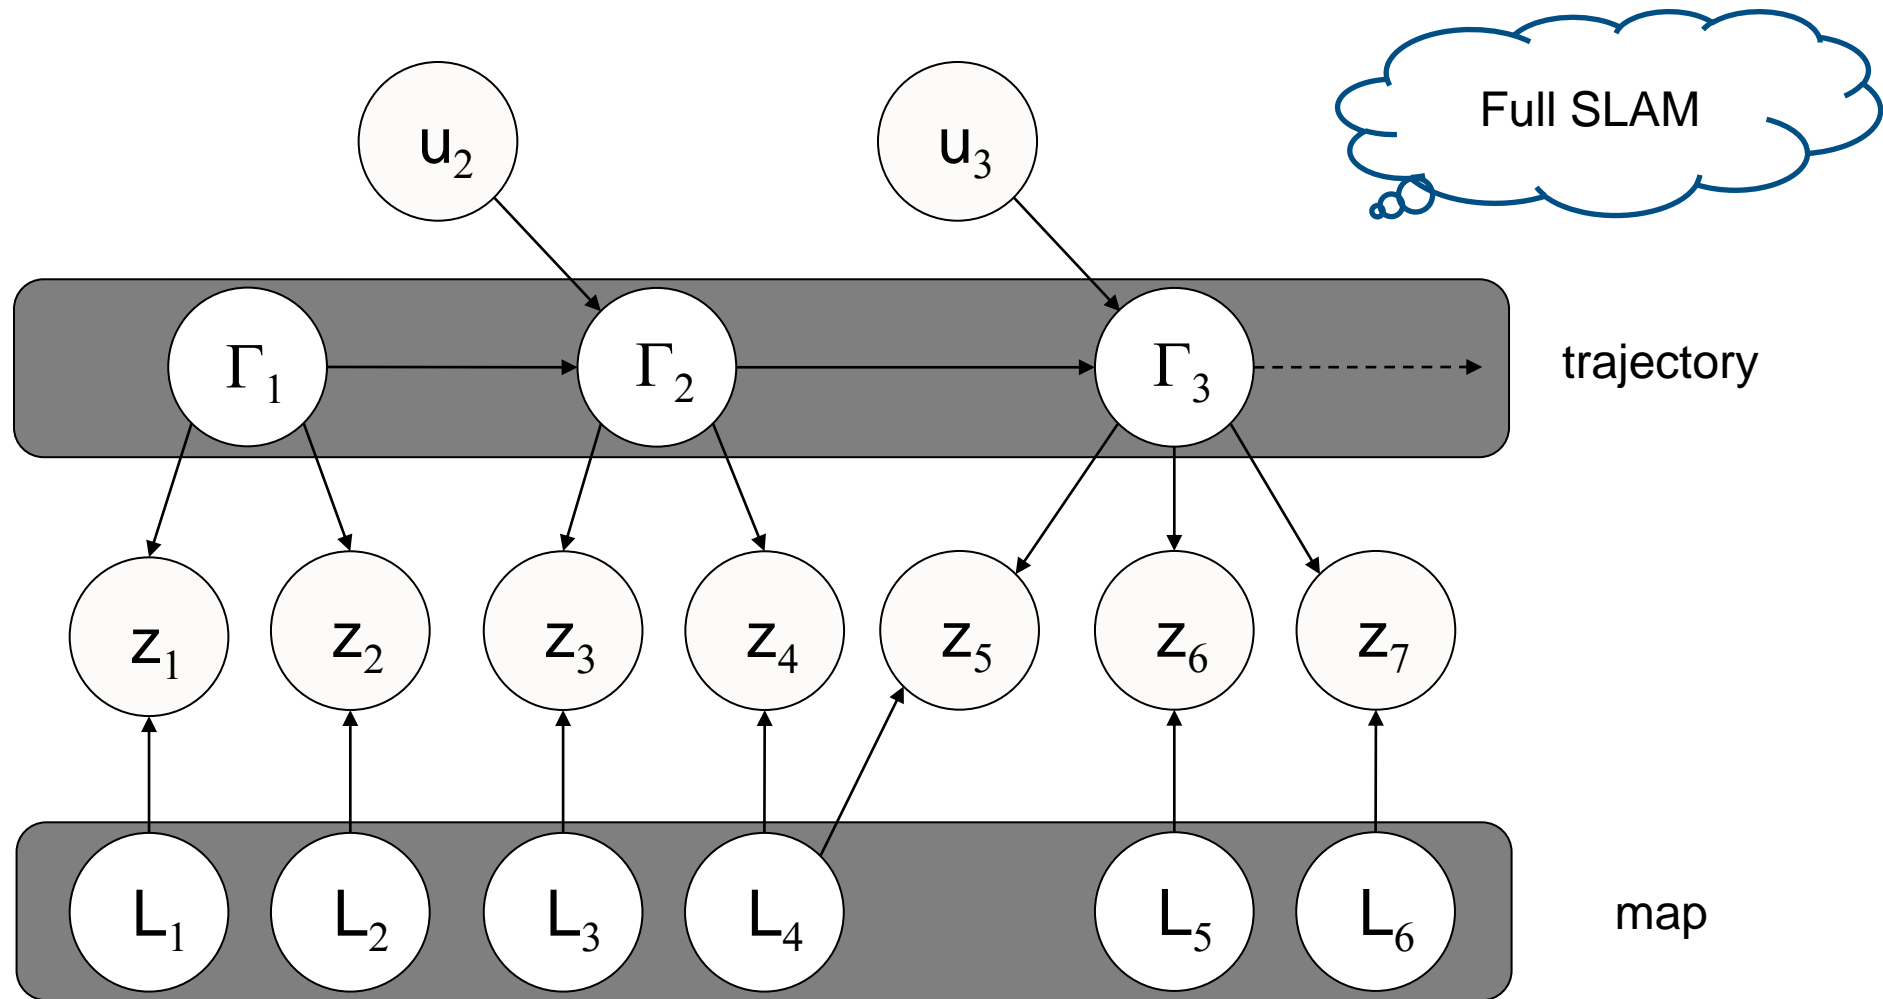 Full SLAM
u₂ u₃
Γ₁ Γ₂ Γ₃ trajectory
z₁ z₂ z₃ z₄ z₅ z₆ z₇
L₁ L₂ L₃ L₄ L₅ L₆ map